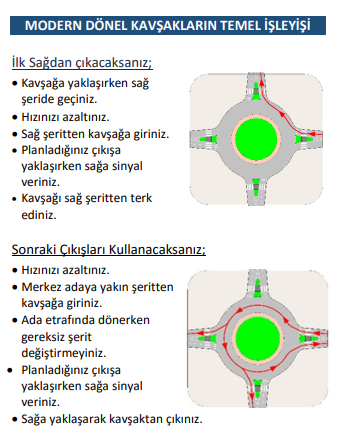 MODERN DÖNEL KAVŞAKLARIN TEMEL İŞLEYİŞİ
İlk Sağdan çıkacaksanız;
• Kavşağa yaklaşırken sağ
şeride geçiniz.
• Hızınızı azaltınız.
• Sağ şeritten kavşağa giriniz.
• Planladığınız çıkışa
yaklaşırken sağa sinyal
veriniz.
• Kavşağı sağ şeritten terk
ediniz.
Sonraki Çıkışları Kullanacaksanız;
• Hızınızı azaltınız.
• Merkez adaya yakın şeritten
kavşağa giriniz.
• Ada etrafında dönerken
gereksiz şerit
değiştirmeyiniz.
• Planladığınız çıkışa
yaklaşırken sağa sinyal
veriniz.
• Sağa yaklaşarak kavşaktan çıkınız.